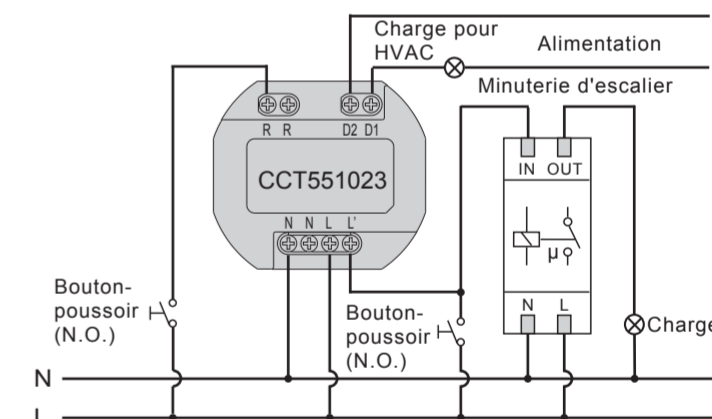 Charge pour
HVAC
Alimentation
Minuterie d'escalier
R R
D2 D1
CCT551023
IN OUT
N N L L'
µ
N L
Bouton-
poussoir
(N.O.)
Bouton-
poussoir
(N.O.)
Charge
N
L